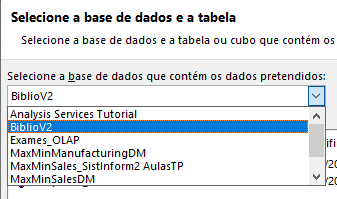 Selecione a base de dados e a tabela
Selecione a base de dados e a tabela ou cubo que contém os
Selecione a base de dados que contém os dados pretendidos:
BiblioV2
Analysis Services Tutorial
BiblioV2
Exames_OLAP
MaxMinManufacturingDM
MaxMinSales_SistInform2 AulasTP
MaxMinSalesDM